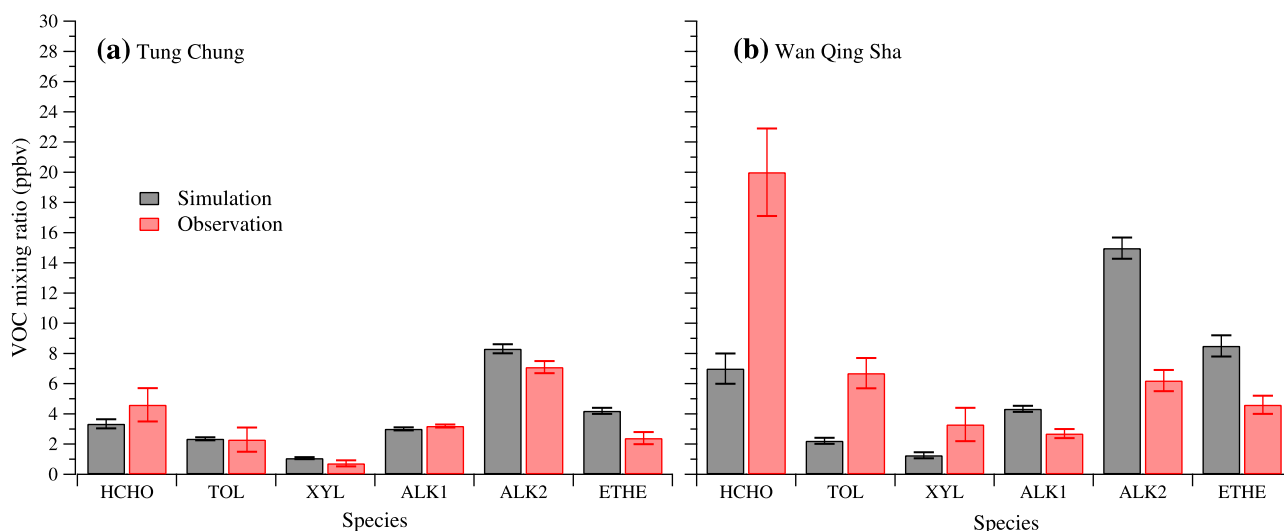 30
28
26
24
22
20
18
16
14
12
10
8
6
4
2
0
VOC mixing ratio (ppbv)
(a) Tung Chung
Simulation
Observation
HCHO TOL XYL ALK1 ALK2 ETHE
Species
(b) Wan Qing Sha
HCHO TOL XYL ALK1 ALK2 ETHE
Species